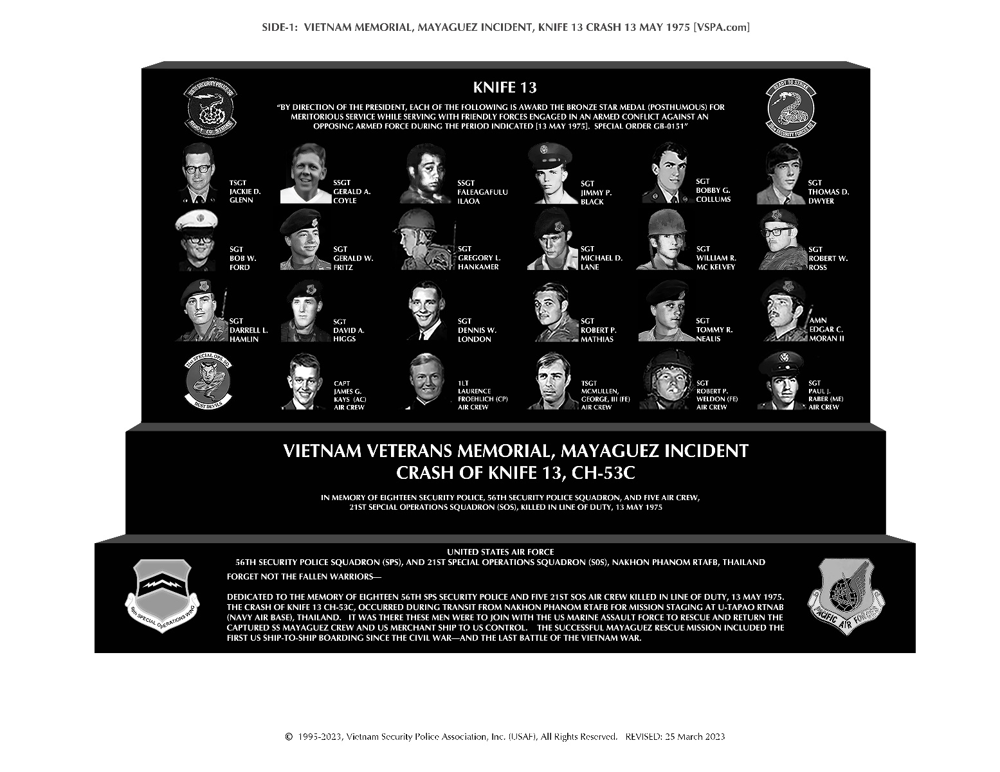 SIDE-1: VIETNAM MEMORIAL, MAYAGUEZ INCIDENT, KNIFE 13 CRASH 13 MAY 1975 [VSPA.com]
56TH SECURITY POLICE SQ
READY TO STRIKE
KNIFE 13
READY TO STRIKE
56TH SECURITY FORCES SQ
“BY DIRECTION OF THE PRESIDENT, EACH OF THE FOLLOWING IS AWARD THE BRONZE STAR MEDAL (POSTHUMOUS) FOR
MERITORIOUS SERVICE WHILE SERVING WITH FRIENDLY FORCES ENGAGED IN AN ARMED CONFLICT AGAINST AN
OPPOSING ARMED FORCE DURING THE PERIOD INDICATED [13 MAY 1975]. SPECIAL ORDER GB-0151”
TSGT
JACKIE D.
GLENN
SSGT
GERALD A.
COYLE
SSGT
FALEAGAFULU
ILAOA
SGT
JIMMY P.
BLACK
SGT
BOBBY G.
COLLUMS
SGT
THOMAS D.
DWYER
SGT
BOB W.
FORD
SGT
GERALD W.
FRITZ
SGT
GREGORY L.
HANKAMER
SGT
MICHAEL D.
LANE
SGT
WILLIAM R.
MC KELVEY
SGT
ROBERT W.
ROSS
SGT
DARRELL L.
HAMLIN
SGT
DAVID A.
HIGGS
SGT
DENNIS W.
LONDON
SGT
ROBERT P.
MATHIAS
SGT
TOMMY R.
NEALIS
AMN
EDGAR C.
MORAN II
21ST SPECIAL OPS. SQ.
DUST DEVILS
CAPT
JAMES G.
KAYS (AC)
AIR CREW
1LT
LAURENCE
FROEHLICH (CP)
AIR CREW
TSGT
MCMULLEN,
GEORGE, III (FE)
AIR CREW
SGT
ROBERT P.
WELDON (FE)
AIR CREW
SGT
PAUL J.
RABER (ME)
AIR CREW
VIETNAM VETERANS MEMORIAL, MAYAGUEZ INCIDENT
CRASH OF KNIFE 13, CH-53C
IN MEMORY OF EIGHTEEN SECURITY POLICE, 56TH SECURITY POLICE SQUADRON, AND FIVE AIR CREW,
21ST SEPCIAL OPERATIONS SQUADRON (SOS), KILLED IN LINE OF DUTY, 13 MAY 1975
UNITED STATES AIR FORCE
56TH SECURITY POLICE SQUADRON (SPS), AND 21ST SPECIAL OPERATIONS SQUADRON (SOS), NAKHON PHANOM RTAFB, THAILAND
FORGET NOT THE FALLEN WARRIORS—
DEDICATED TO THE MEMORY OF EIGHTEEN 56TH SPS SECURITY POLICE AND FIVE 21ST SOS AIR CREW KILLED IN LINE OF DUTY, 13 MAY 1975.
THE CRASH OF KNIFE 13 CH-53C, OCCURRED DURING TRANSIT FROM NAKHON PHANOM RTAFB FOR MISSION STAGING AT U-TAPAO RTNAB
(NAVY AIR BASE), THAILAND. IT WAS THERE THESE MEN WERE TO JOIN WITH THE US MARINE ASSAULT FORCE TO RESCUE AND RETURN THE
CAPTURED SS MAYAGUEZ CREW AND US MERCHANT SHIP TO US CONTROL. THE SUCCESSFUL MAYAGUEZ RESCUE MISSION INCLUDED THE
FIRST US SHIP-TO-SHIP BOARDING SINCE THE CIVIL WAR—AND THE LAST BATTLE OF THE VIETNAM WAR.
56TH SPECIAL OPERATIONS WING
PACIFIC AIR FORCES
© 1995-2023, Vietnam Security Police Association, Inc. (USAF), All Rights Reserved. REVISED: 25 March 2023